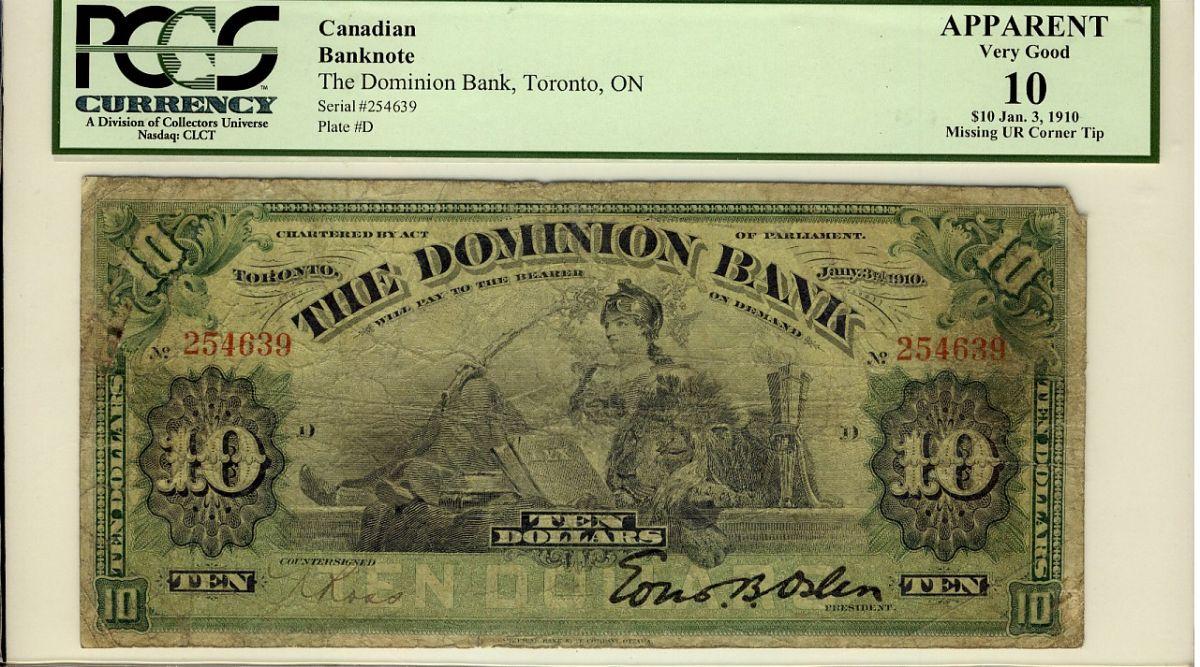 PCGS
CURRENCY
A Division of Collectors Universe
Nasdaq: CLCT
Canadian
Banknote
The Dominion Bank, Toronto, ON
Serial #254639
Plate #D
APPARENT
Very Good
10
$10 Jan. 3, 1910
Missing UR Corner Tip
10
CHARTERED BY ACT OF PARLIAMENT.
10
TORONTO, THE DOMINION BANK Jany. 3rd 1910.
WILL PAY TO THE BEARER ON DEMAND
No 254639
No 254639
TEN DOLLARS
10
D
LEX
D
10
TEN DOLLARS
TEN
DOLLARS
COUNTERSIGNED
TEN
TEN DOLLARS
TEN
PRESIDENT.
10
10